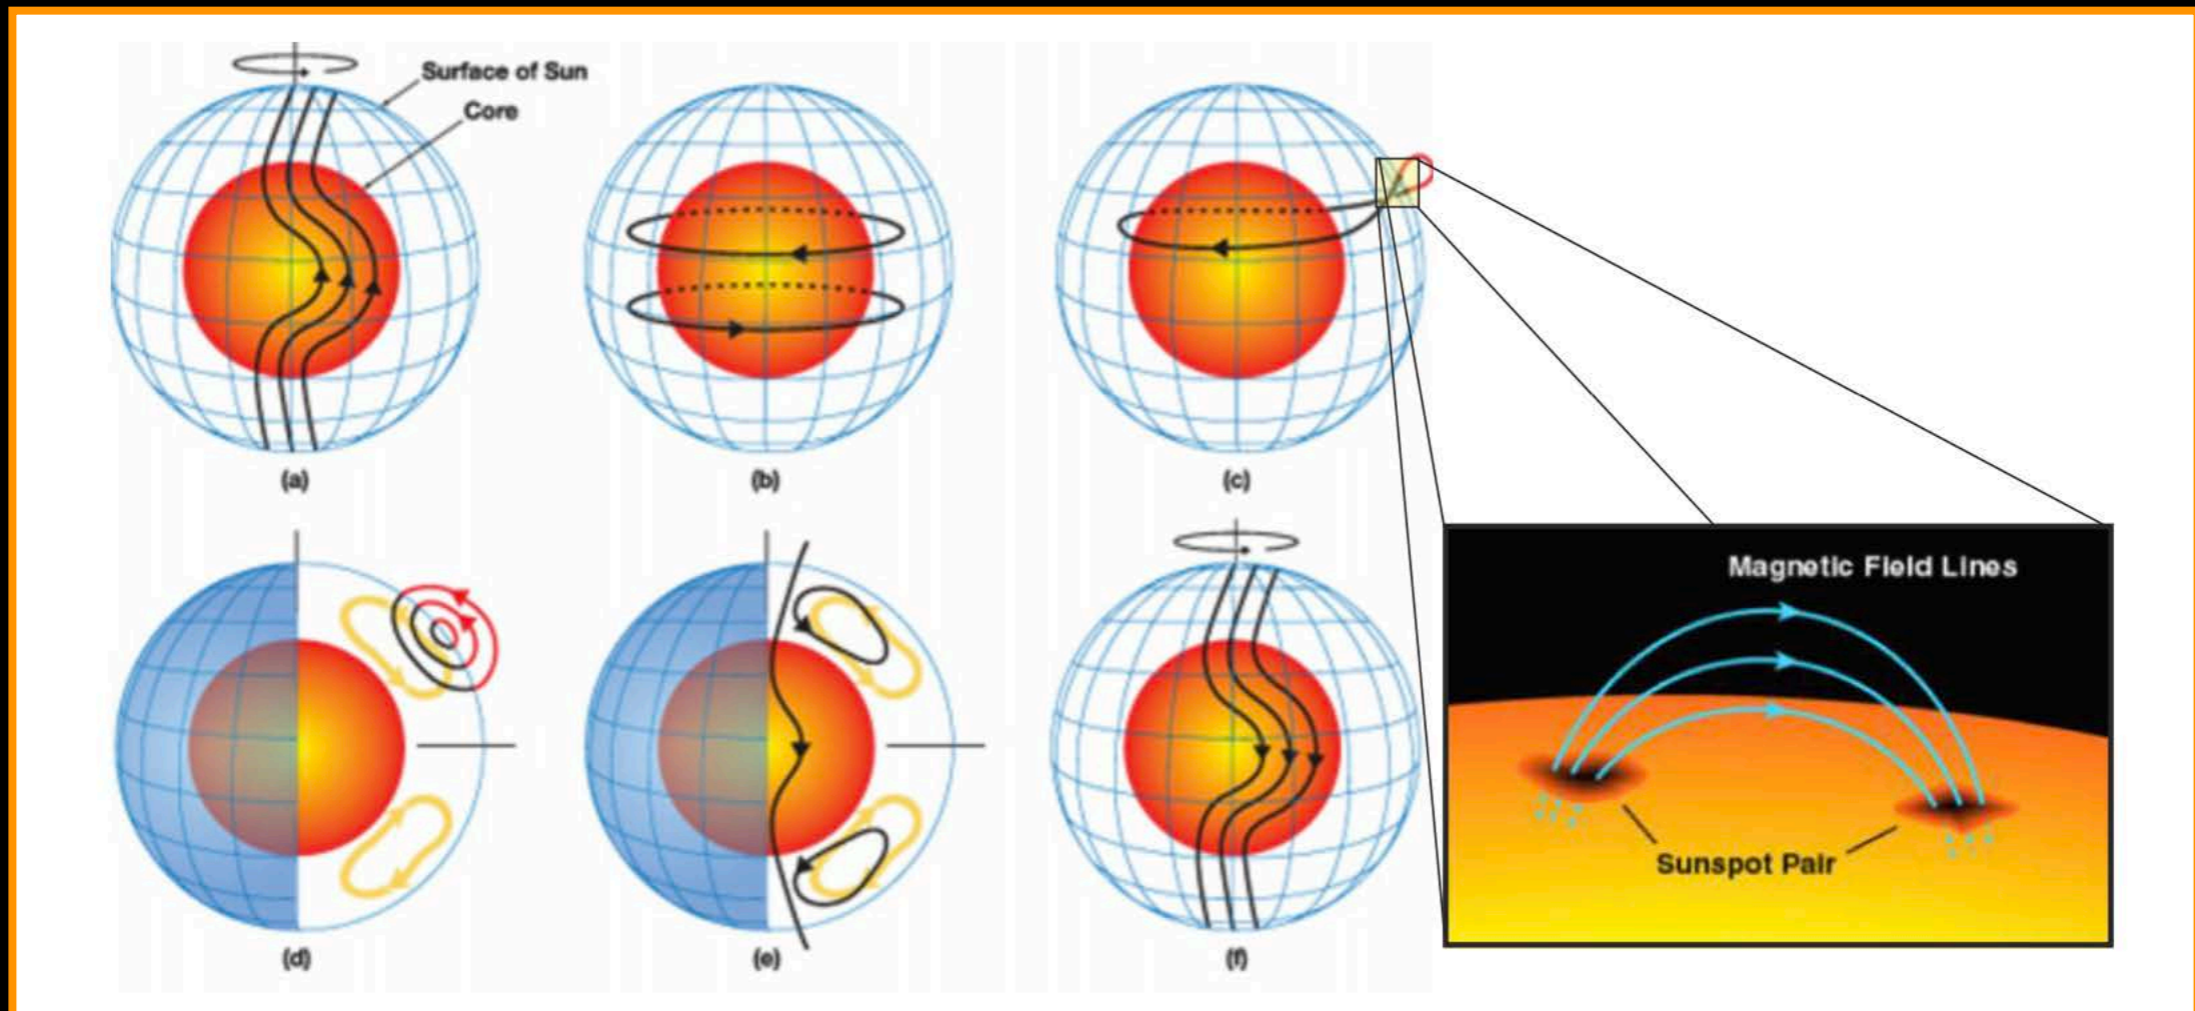 Surface of Sun
Core
(a)
(b)
(c)
Magnetic Field Lines
Sunspot Pair
(d)
(e)
(f)